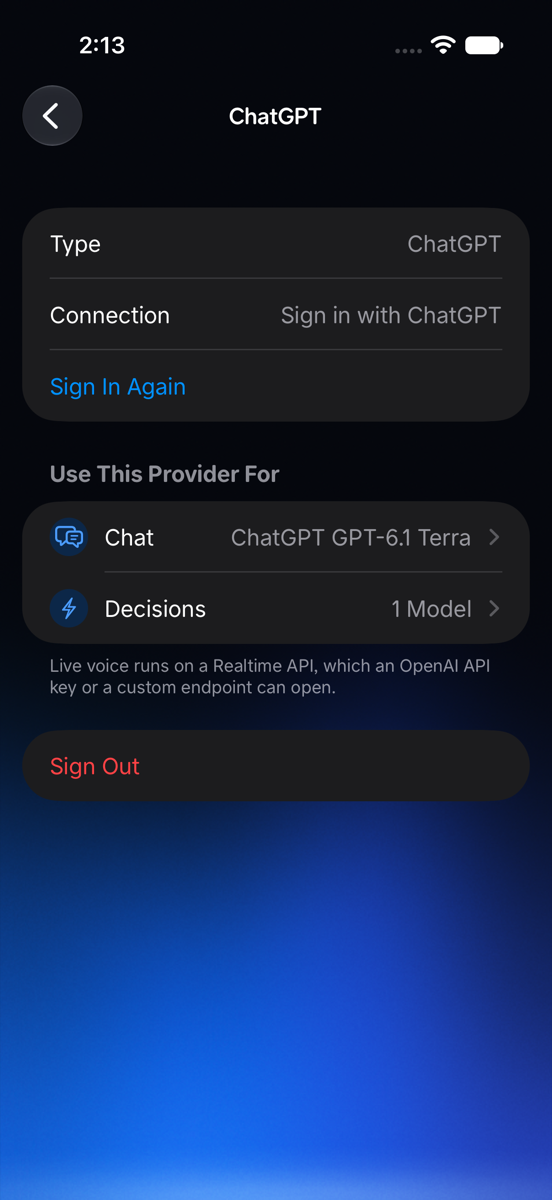 2:13
ChatGPT
Type ChatGPT
Connection Sign in with ChatGPT
Sign In Again
Use This Provider For
Chat ChatGPT GPT-6.1 Terra
Decisions 1 Model
Live voice runs on a Realtime API, which an OpenAI API
key or a custom endpoint can open.
Sign Out